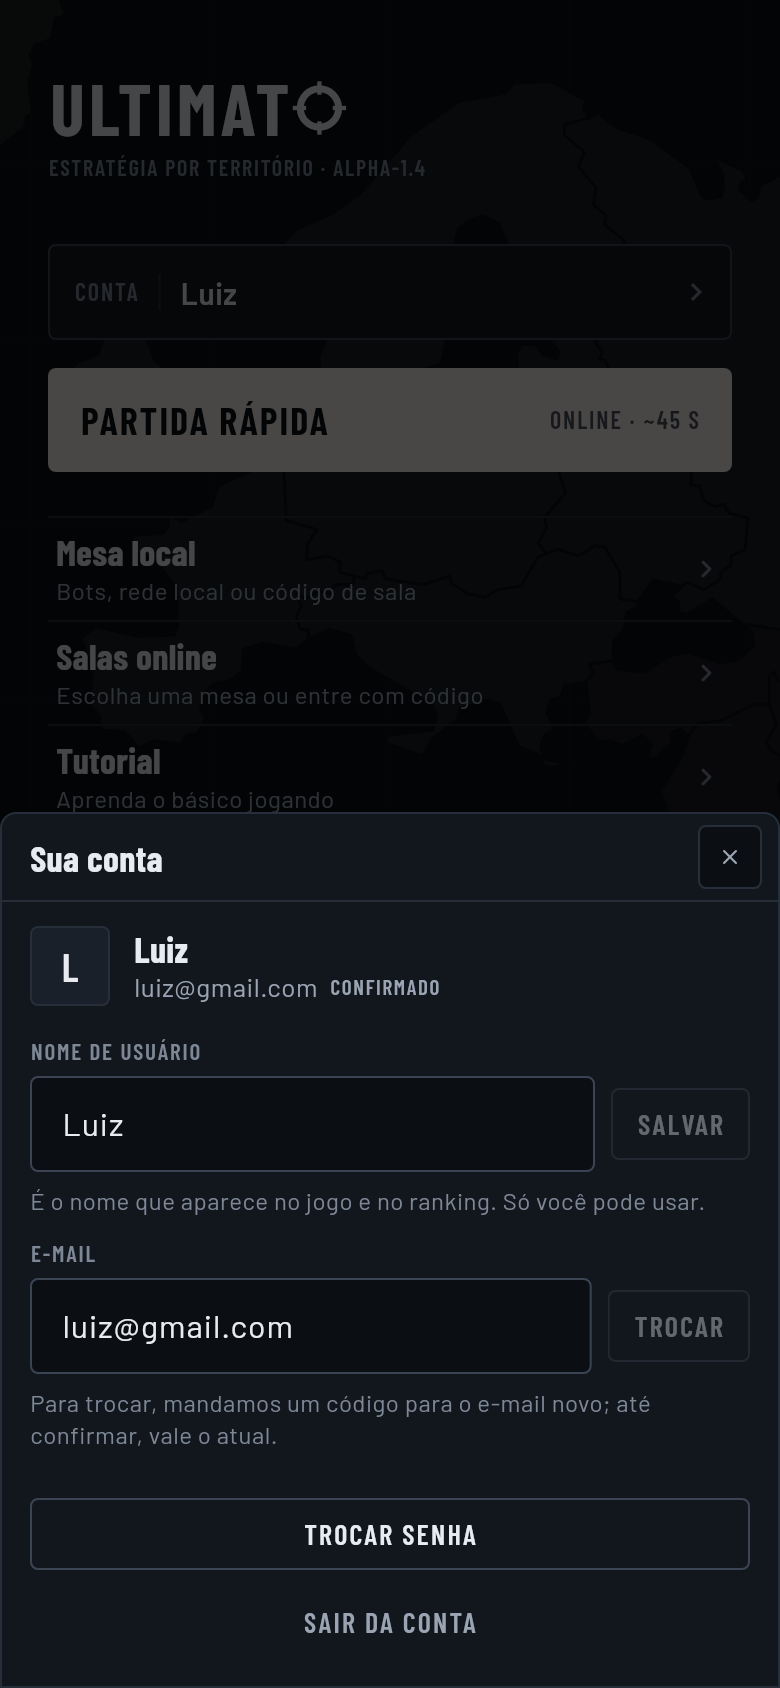 ULTIMATO
ESTRATÉGIA POR TERRITÓRIO · ALPHA-1.4
CONTA Luiz
PARTIDA RÁPIDA ONLINE · ~45 S
Mesa local
Bots, rede local ou código de sala
Salas online
Escolha uma mesa ou entre com código
Tutorial
Aprenda o básico jogando
Sua conta
L
Luiz
luiz@gmail.com CONFIRMADO
NOME DE USUÁRIO
Luiz SALVAR
É o nome que aparece no jogo e no ranking. Só você pode usar.
E-MAIL
luiz@gmail.com TROCAR
Para trocar, mandamos um código para o e-mail novo; até
confirmar, vale o atual.
TROCAR SENHA
SAIR DA CONTA